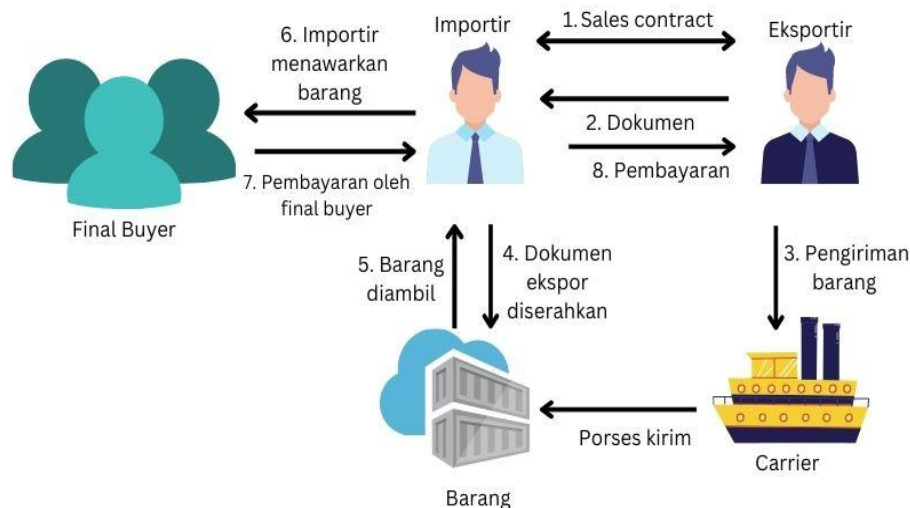 Importir
1. Sales contract
Eksportir
6. Importir
menawarkan
barang
2. Dokumen
8. Pembayaran
7. Pembayaran oleh
final buyer
Final Buyer
5. Barang
diambil
4. Dokumen
ekspor
diserahkan
3. Pengiriman
barang
Porses kirim
Carrier
Barang